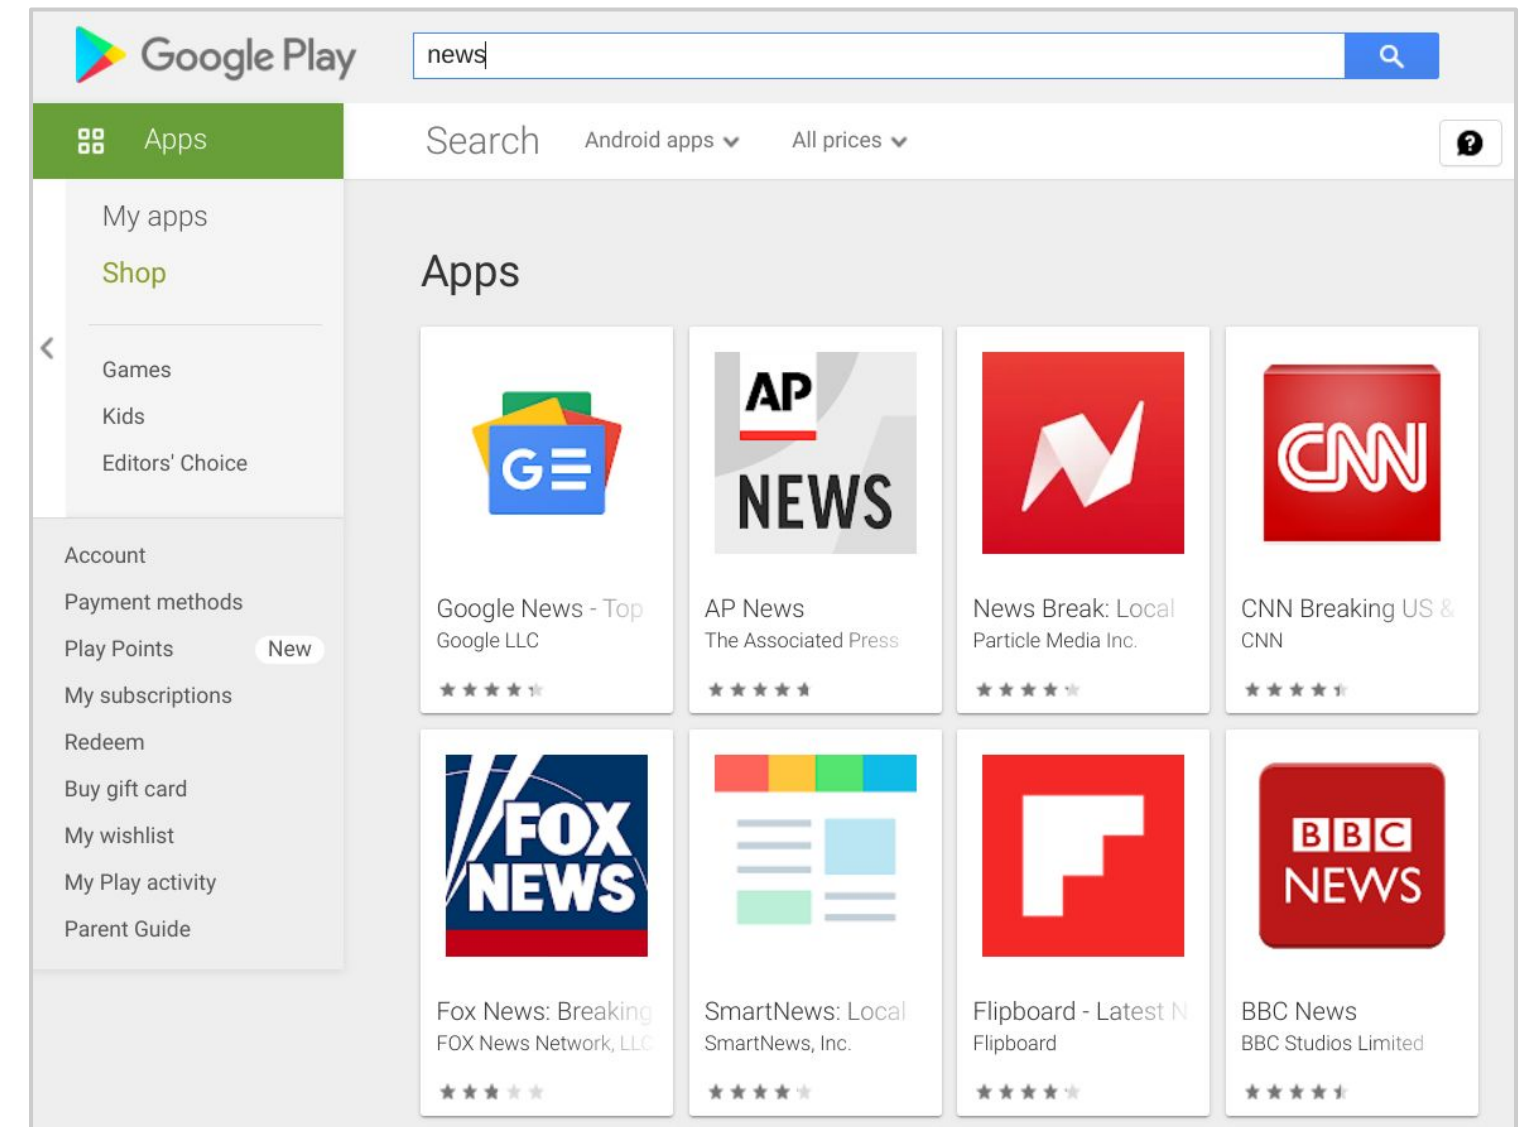 Google Play
news
Apps
Search
Android apps
All prices
My apps
Shop
Games
Kids
Editors' Choice
Account
Payment methods
Play Points
New
My subscriptions
Redeem
Buy gift card
My wishlist
My Play activity
Parent Guide
Apps
GE
AP
NEWS
CNN
Google News - Top
Google LLC
AP News
The Associated Press
News Break: Local
Particle Media Inc.
CNN Breaking US &
CNN
FOX
NEWS
BBC
NEWS
Fox News: Breaking
FOX News Network, LLC
SmartNews: Local
SmartNews, Inc.
Flipboard - Latest N
Flipboard
BBC News
BBC Studios Limited